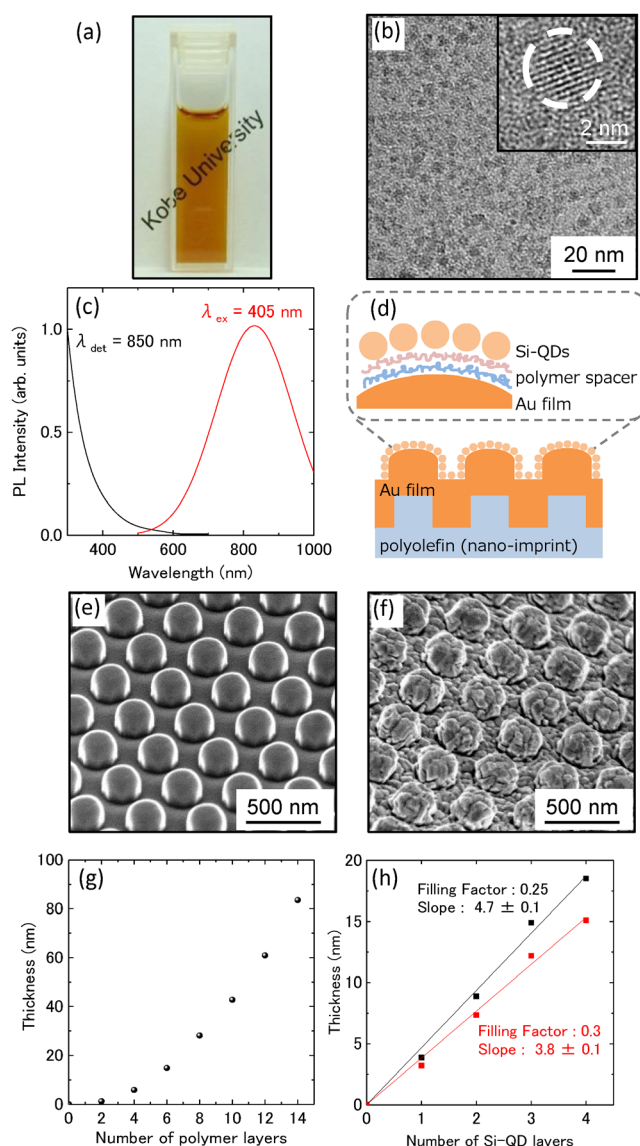 (a)
Kobe University
(b)
2 nm
20 nm
(c)
λex = 405 nm
λdet = 850 nm
1.0
0.5
0.0
PL Intensity (arb. units)
400 600 800 1000
Wavelength (nm)
(d)
Si-QDs
polymer spacer
Au film
Au film
polyolefin (nano-imprint)
(e)
500 nm
(f)
500 nm
(g)
100
80
60
40
20
0
Thickness (nm)
0 2 4 6 8 10 12 14
Number of polymer layers
(h)
20
15
10
5
0
Thickness (nm)
Filling Factor : 0.25
Slope : 4.7 ± 0.1
Filling Factor : 0.3
Slope : 3.8 ± 0.1
0 1 2 3 4
Number of Si-QD layers